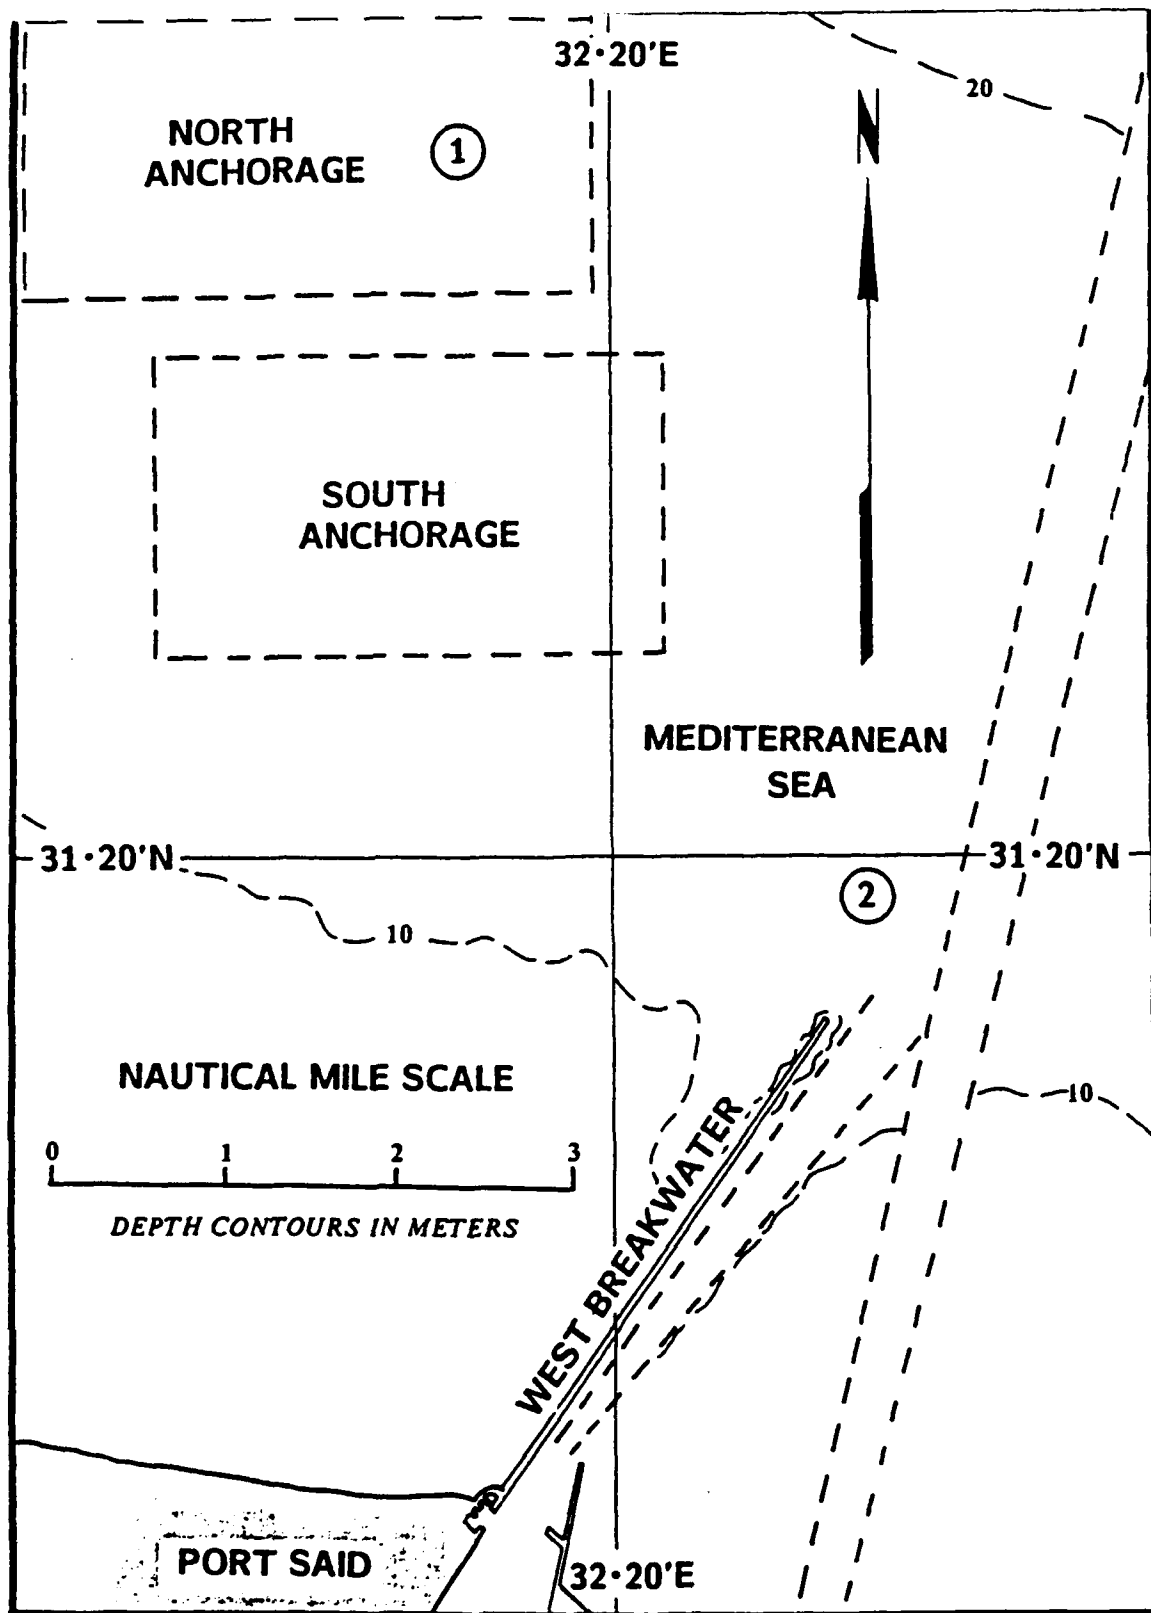 32·20'E
20
N
NORTH
ANCHORAGE
1
SOUTH
ANCHORAGE
MEDITERRANEAN
SEA
31·20'N
31·20'N
2
10
NAUTICAL MILE SCALE
0 1 2 3
DEPTH CONTOURS IN METERS
10
WEST BREAKWATER
PORT SAID
32·20'E